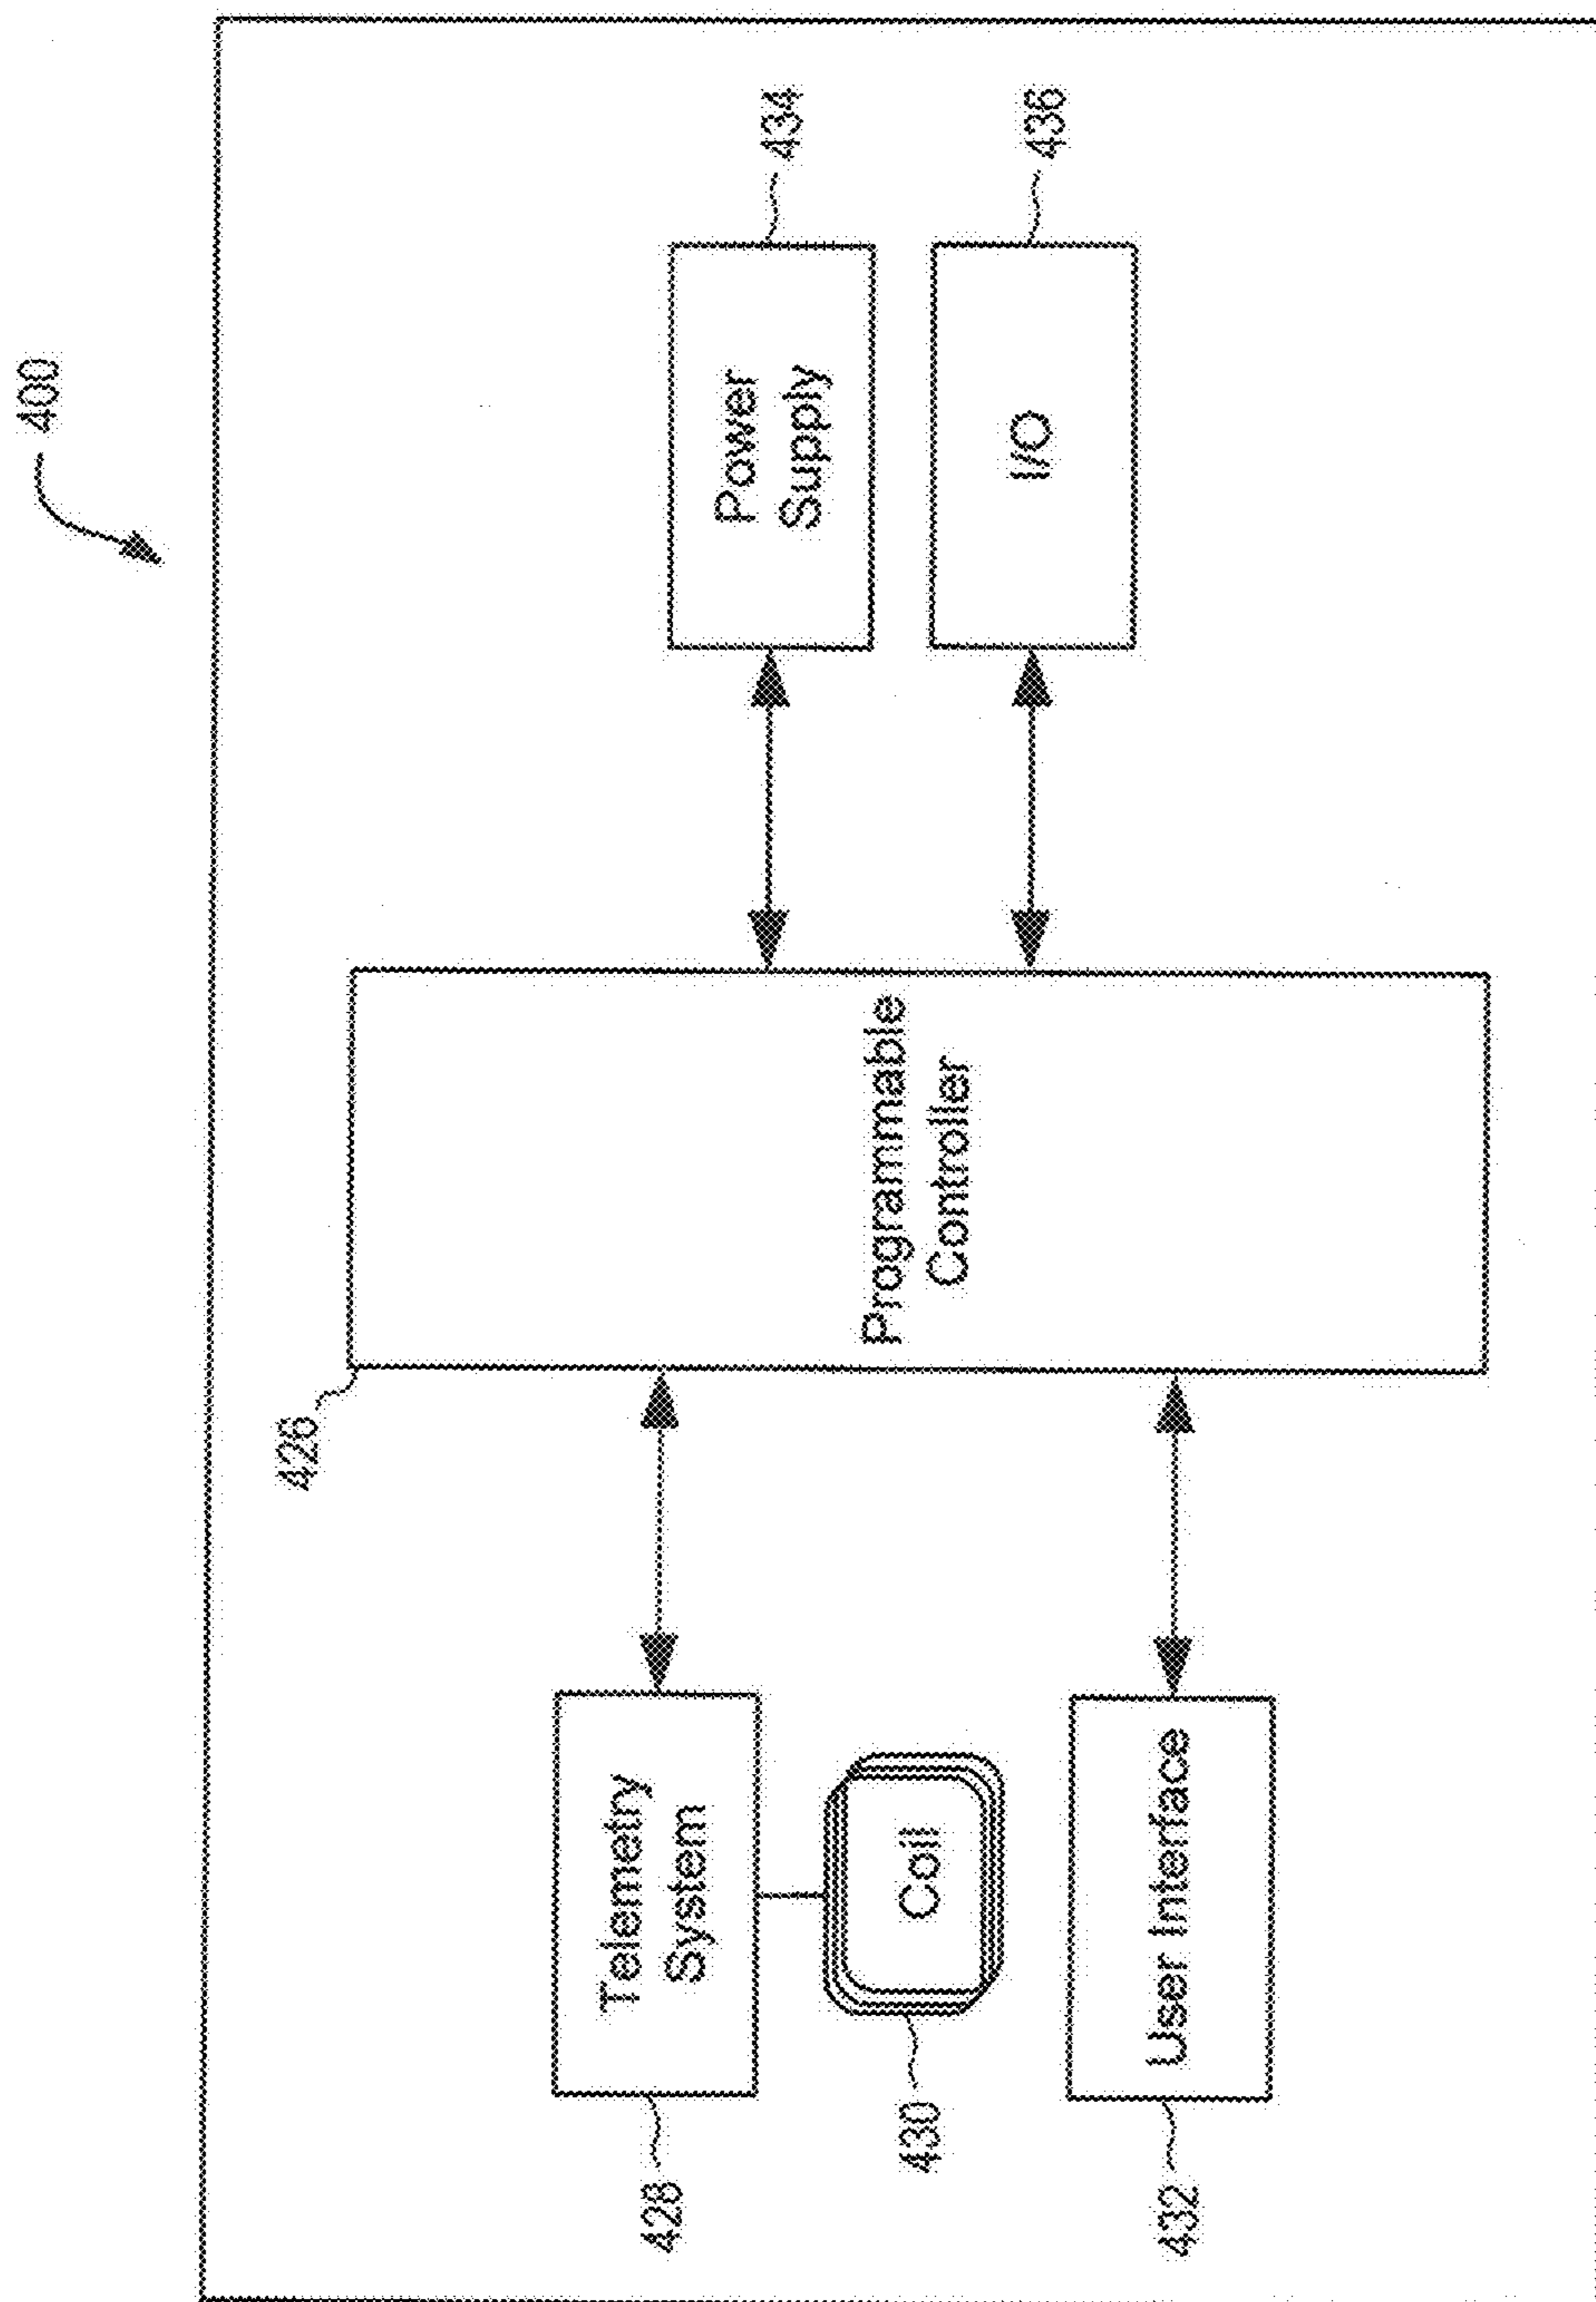 400
426
428
Telemetry
System
430
Coil
432
User Interface
Programmable
Controller
Power
Supply
434
I/O
436